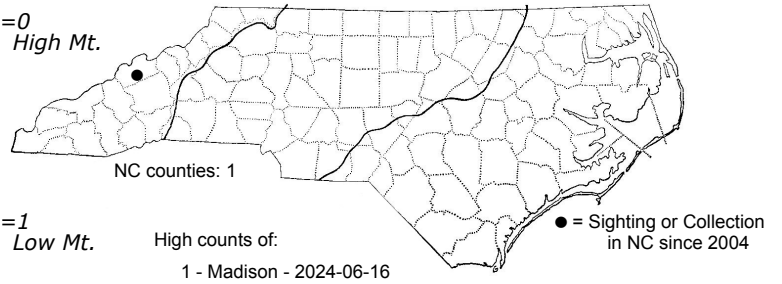 =0
High Mt.
NC counties: 1
=1
Low Mt.
High counts of:
1 - Madison - 2024-06-16
● = Sighting or Collection
in NC since 2004